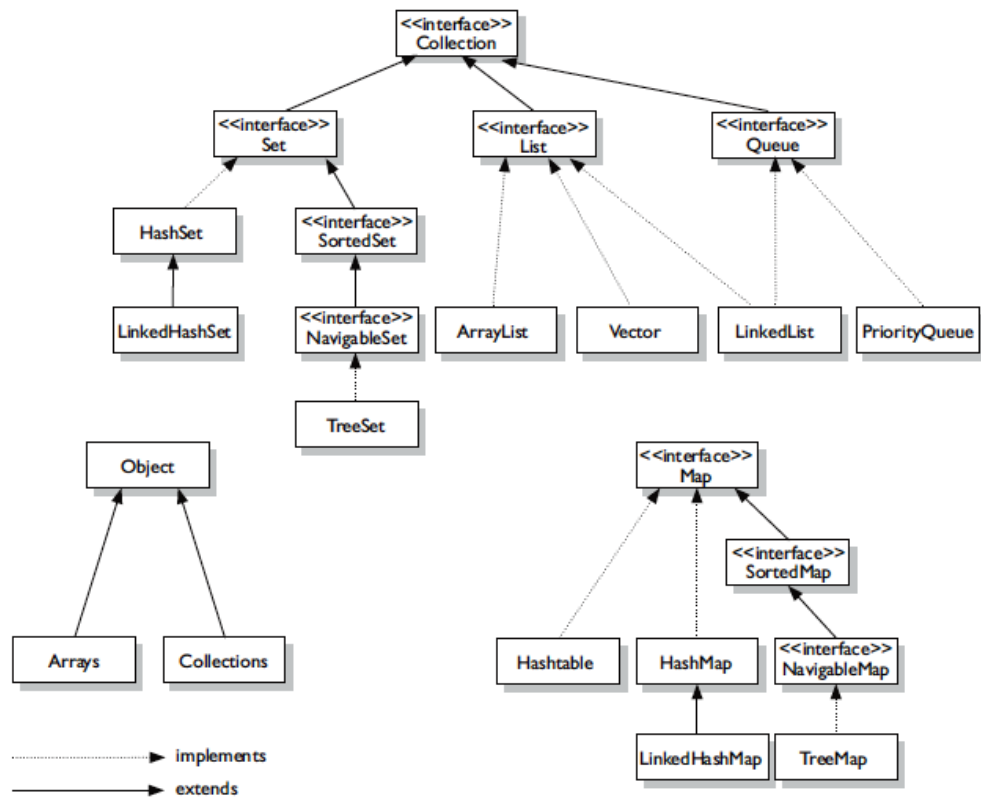 <<interface>>
Collection
<<interface>>
Set
<<interface>>
List
<<interface>>
Queue
HashSet
<<interface>>
SortedSet
LinkedHashSet
<<interface>>
NavigableSet
ArrayList
Vector
LinkedList
PriorityQueue
TreeSet
Object
<<interface>>
Map
<<interface>>
SortedMap
Arrays
Collections
Hashtable
HashMap
<<interface>>
NavigableMap
LinkedHashMap
TreeMap
implements
extends